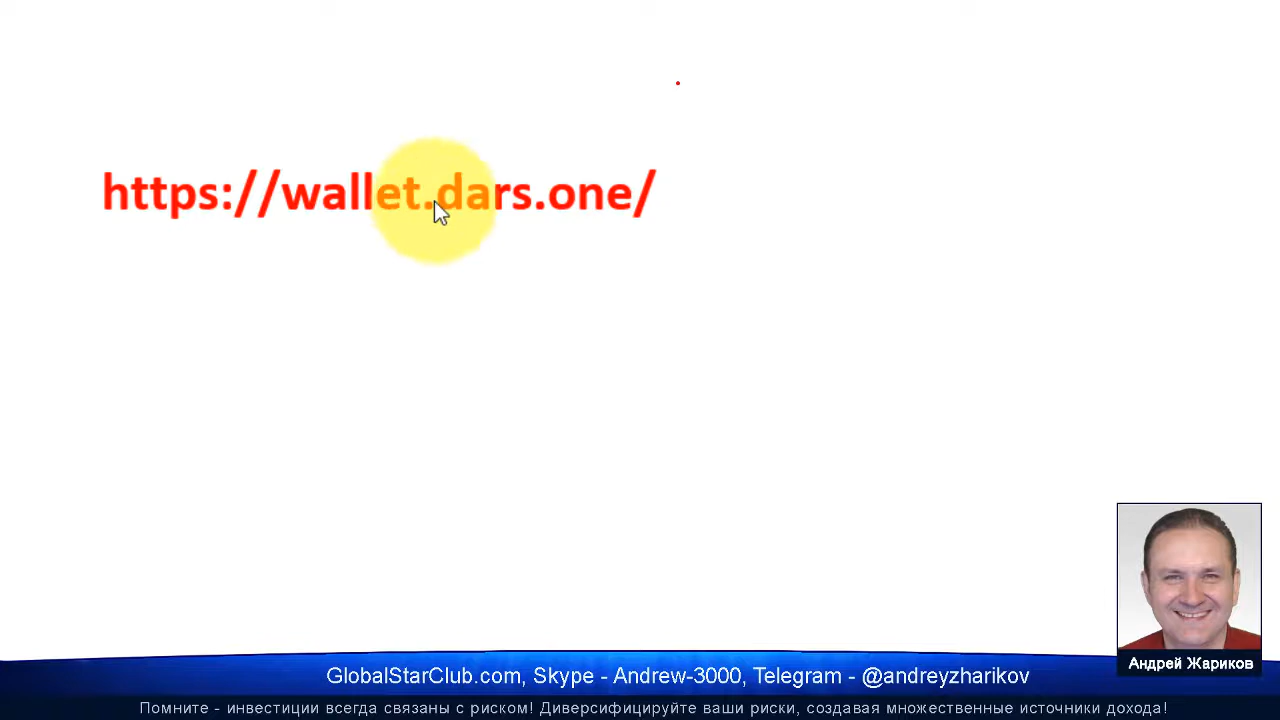 https://wallet.dars.one/
Андрей Жариков
GlobalStarClub.com, Skype - Andrew-3000, Telegram - @andreyzharikov
Помните - инвестиции всегда связаны с риском! Диверсифицируйте ваши риски, создавая множественные источники дохода!